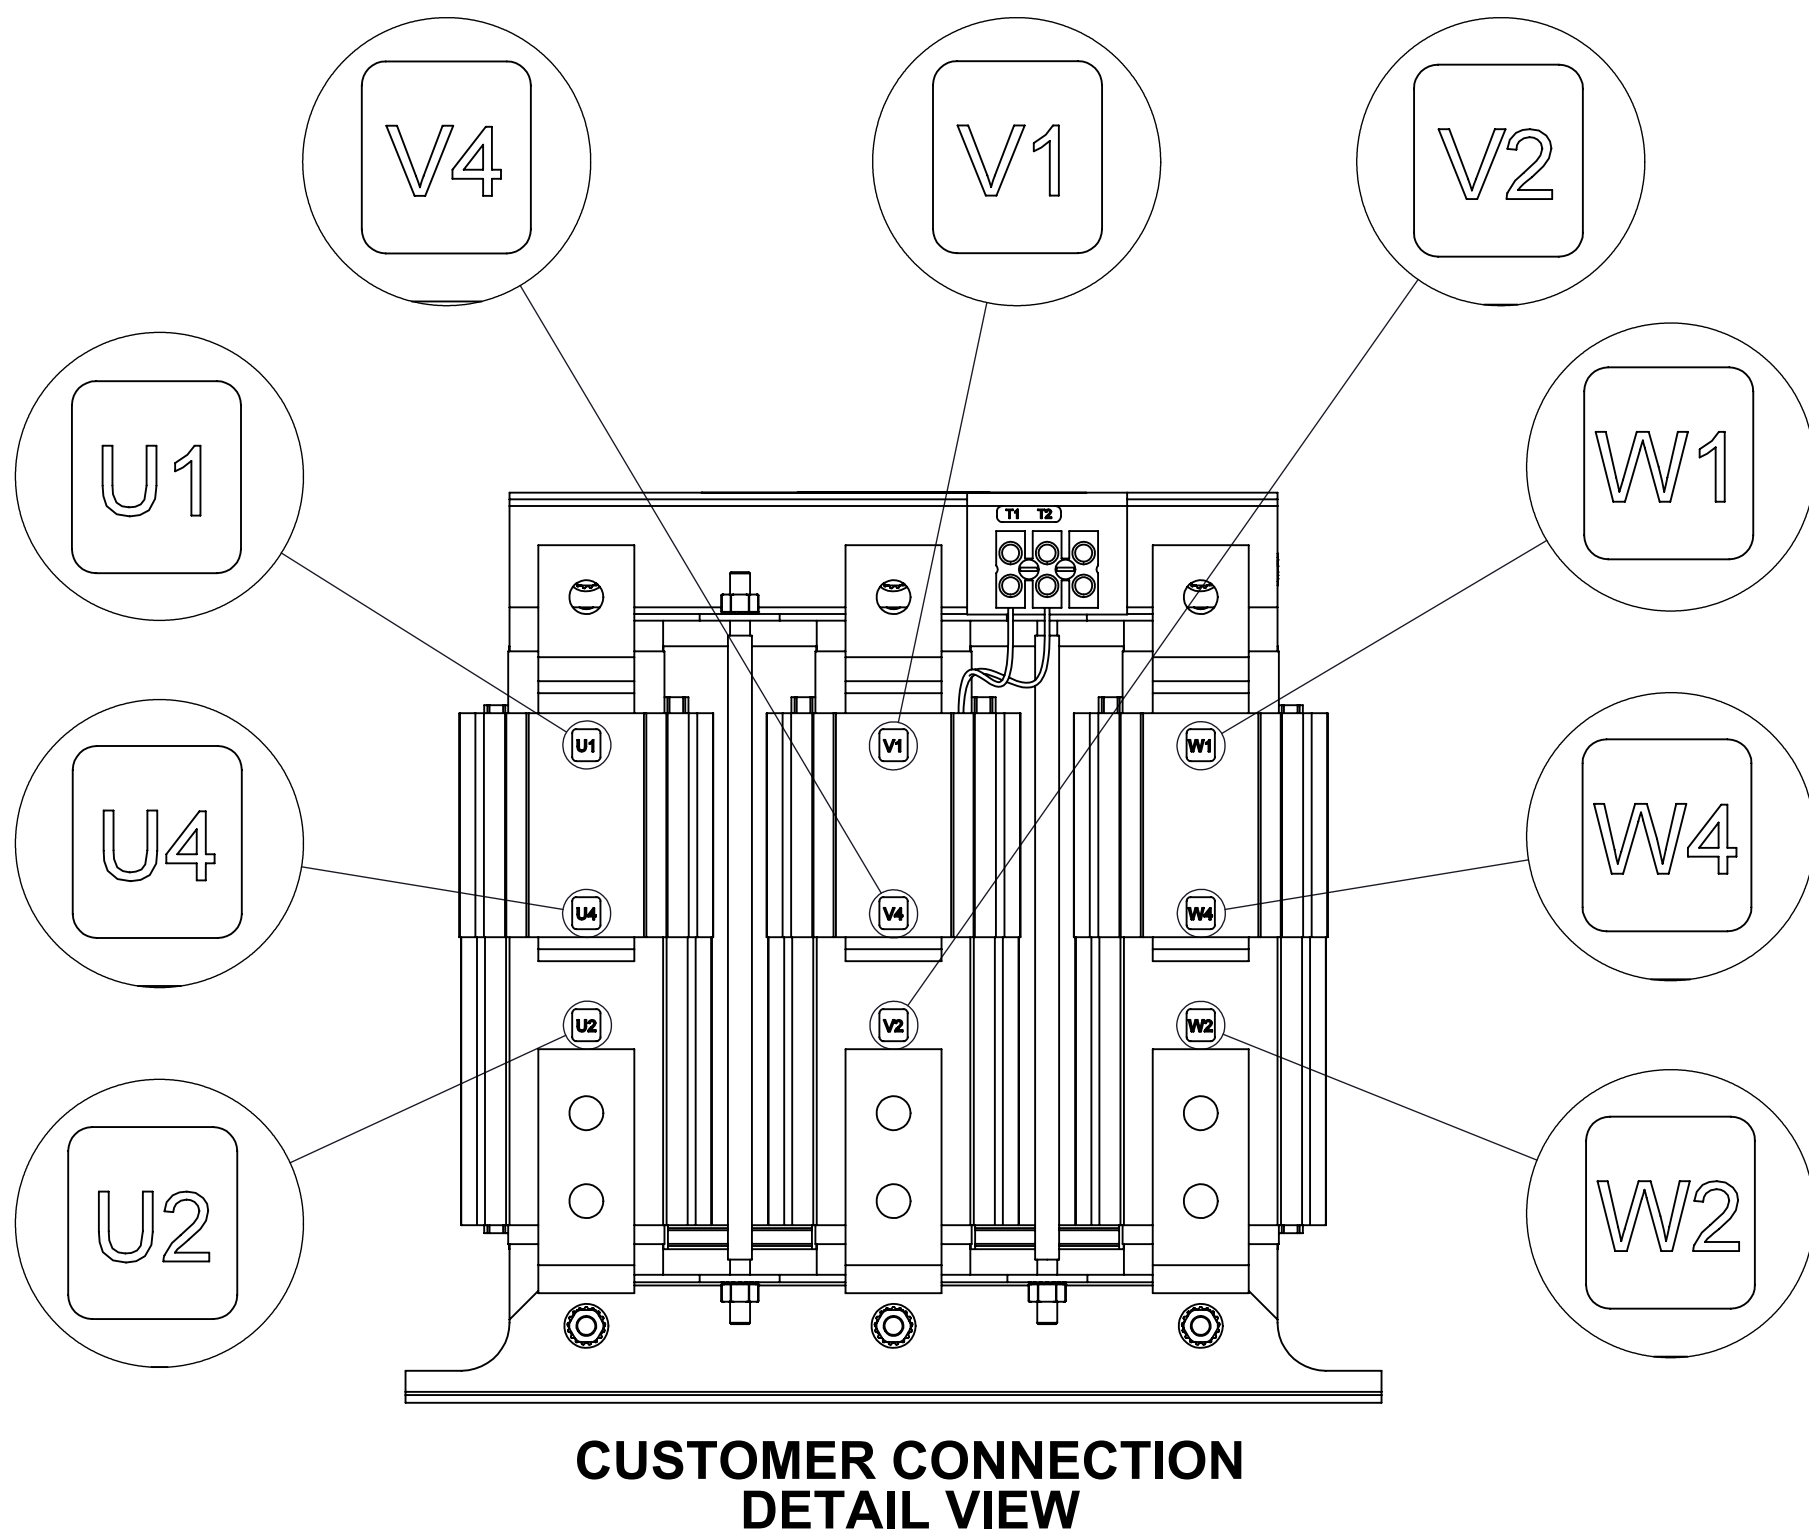 V4 V1 V2
U1 W1
T1 T2
U1 V1 W1
U4 W4
U4 V4 W4
U2 V2 W2
U2 W2
CUSTOMER CONNECTION
DETAIL VIEW